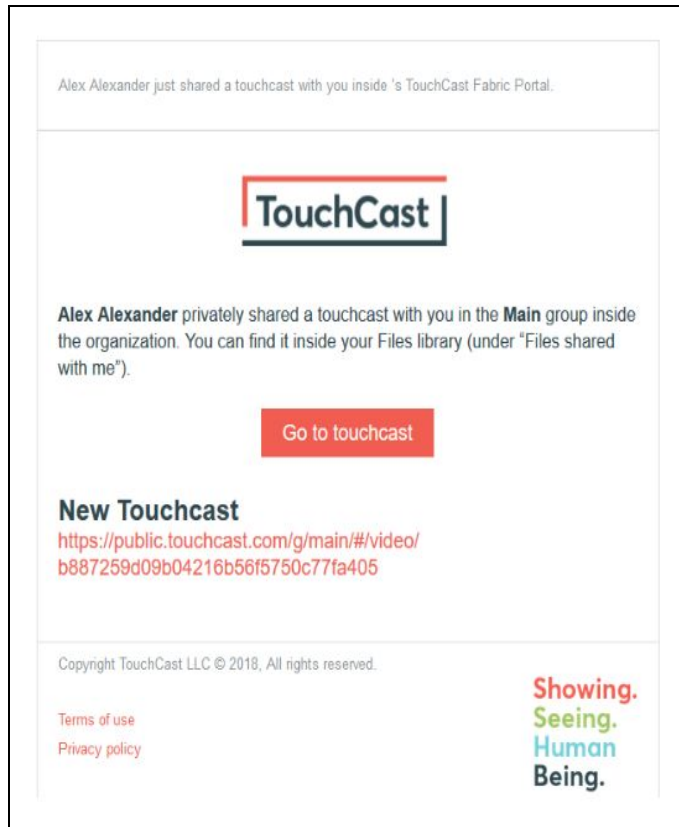 Alex Alexander just shared a touchcast with you inside 's TouchCast Fabric Portal.
TouchCast
Alex Alexander privately shared a touchcast with you in the Main group inside
the organization. You can find it inside your Files library (under “Files shared
with me”).
Go to touchcast
New Touchcast
https://public.touchcast.com/g/main/#/video/
b887259d09b04216b56f5750c77fa405
Copyright TouchCast LLC © 2018, All rights reserved.
Terms of use
Privacy policy
Showing.
Seeing.
Human
Being.